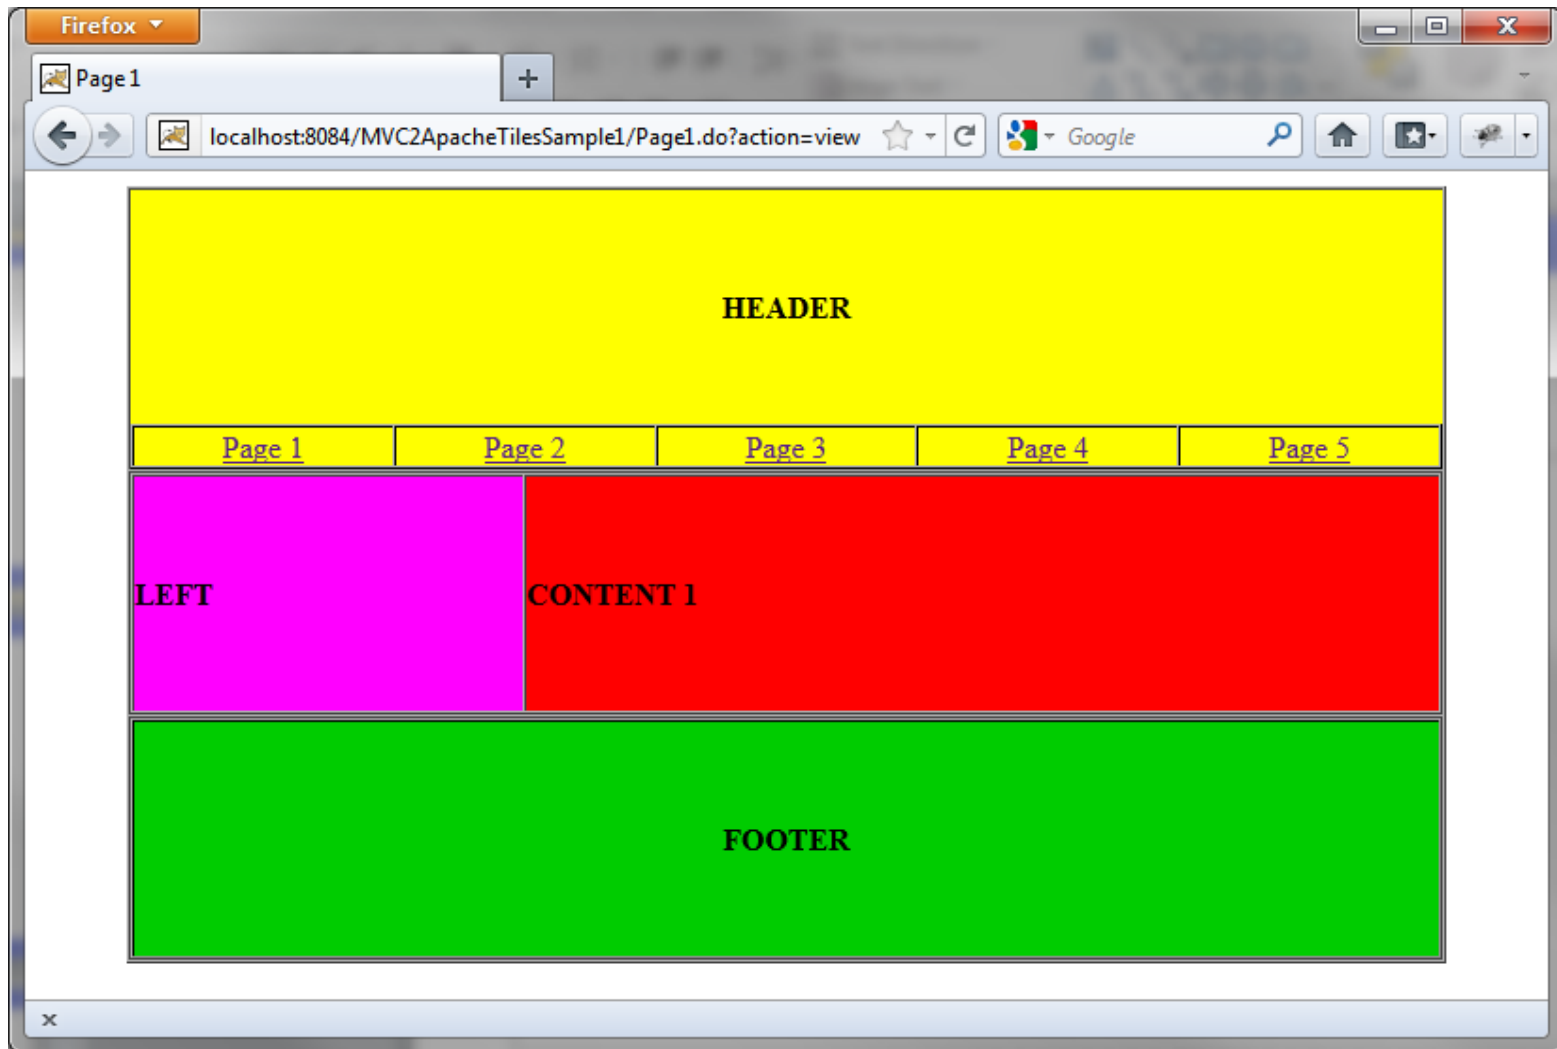 Firefox
Page 1
localhost:8084/MVC2ApacheTilesSample1/Page1.do?action=view
Google
HEADER
Page 1 Page 2 Page 3 Page 4 Page 5
LEFT
CONTENT 1
FOOTER